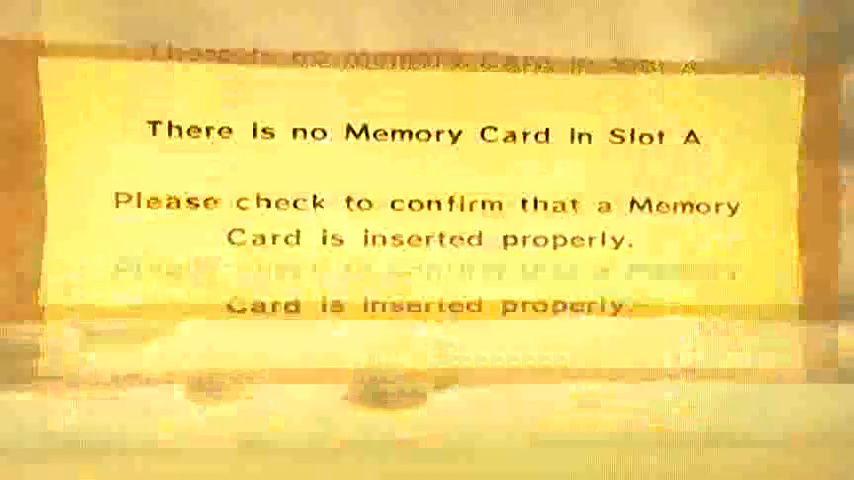 There is no Memory Card in Slot A
Please check to confirm that a Memory
Card is inserted properly.
Card is inserted properly.